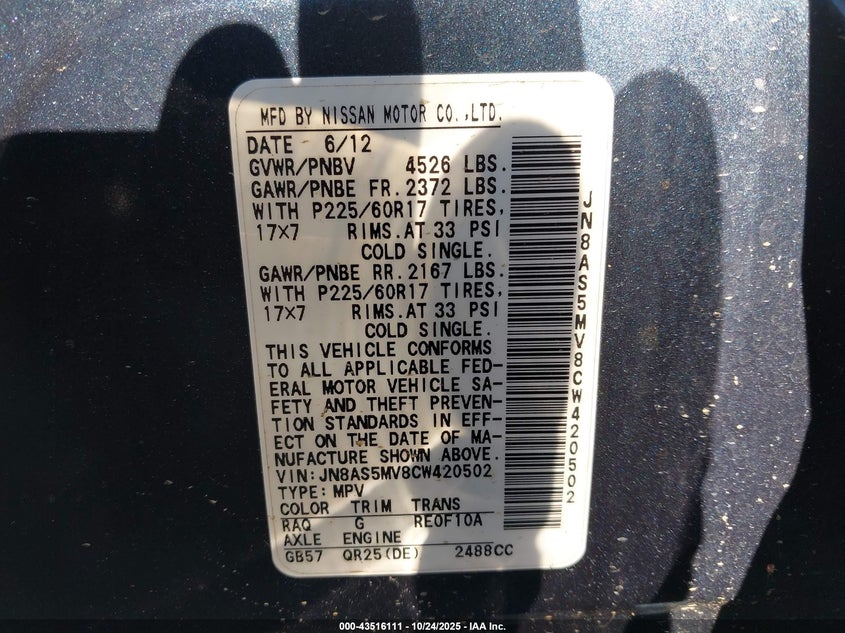 MFD BY NISSAN MOTOR CO.,LTD.
DATE 6/12
GVWR/PNBV 4526 LBS.
GAWR/PNBE FR. 2372 LBS.
WITH P225/60R17 TIRES,
17X7 RIMS. AT 33 PSI
COLD SINGLE.
GAWR/PNBE RR. 2167 LBS.
WITH P225/60R17 TIRES,
17X7 RIMS. AT 33 PSI
COLD SINGLE.
THIS VEHICLE CONFORMS
TO ALL APPLICABLE FED-
ERAL MOTOR VEHICLE SA-
FETY AND THEFT PREVEN-
TION STANDARDS IN EFF-
ECT ON THE DATE OF MA-
NUFACTURE SHOWN ABOVE.
VIN:JN8AS5MV8CW420502
TYPE: MPV
COLOR TRIM TRANS
RAQ G RE0F10A
AXLE ENGINE
GB57 QR25(DE) 2488CC
JN8AS5MV8CW420502
000-43516111 - 10/24/2025 - IAA Inc.